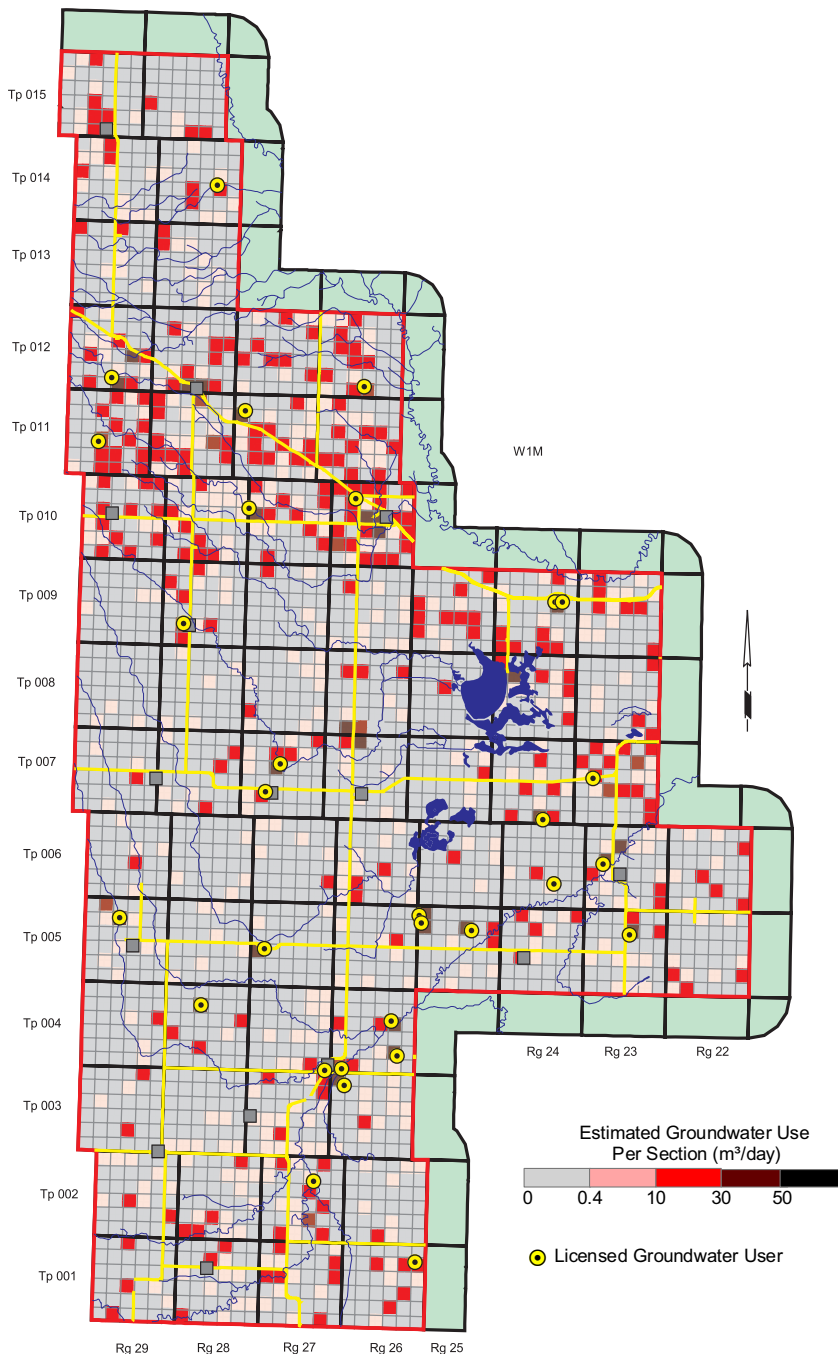 Tp 015
Tp 014
Tp 013
Tp 012
Tp 011
W1M
Tp 010
Tp 009
Tp 008
Tp 007
Tp 006
Tp 005
Tp 004
Rg 24 Rg 23 Rg 22
Tp 003
Estimated Groundwater Use
Per Section (m³/day)
0 0.4 10 30 50
Tp 002
Licensed Groundwater User
Tp 001
Rg 29 Rg 28 Rg 27 Rg 26 Rg 25